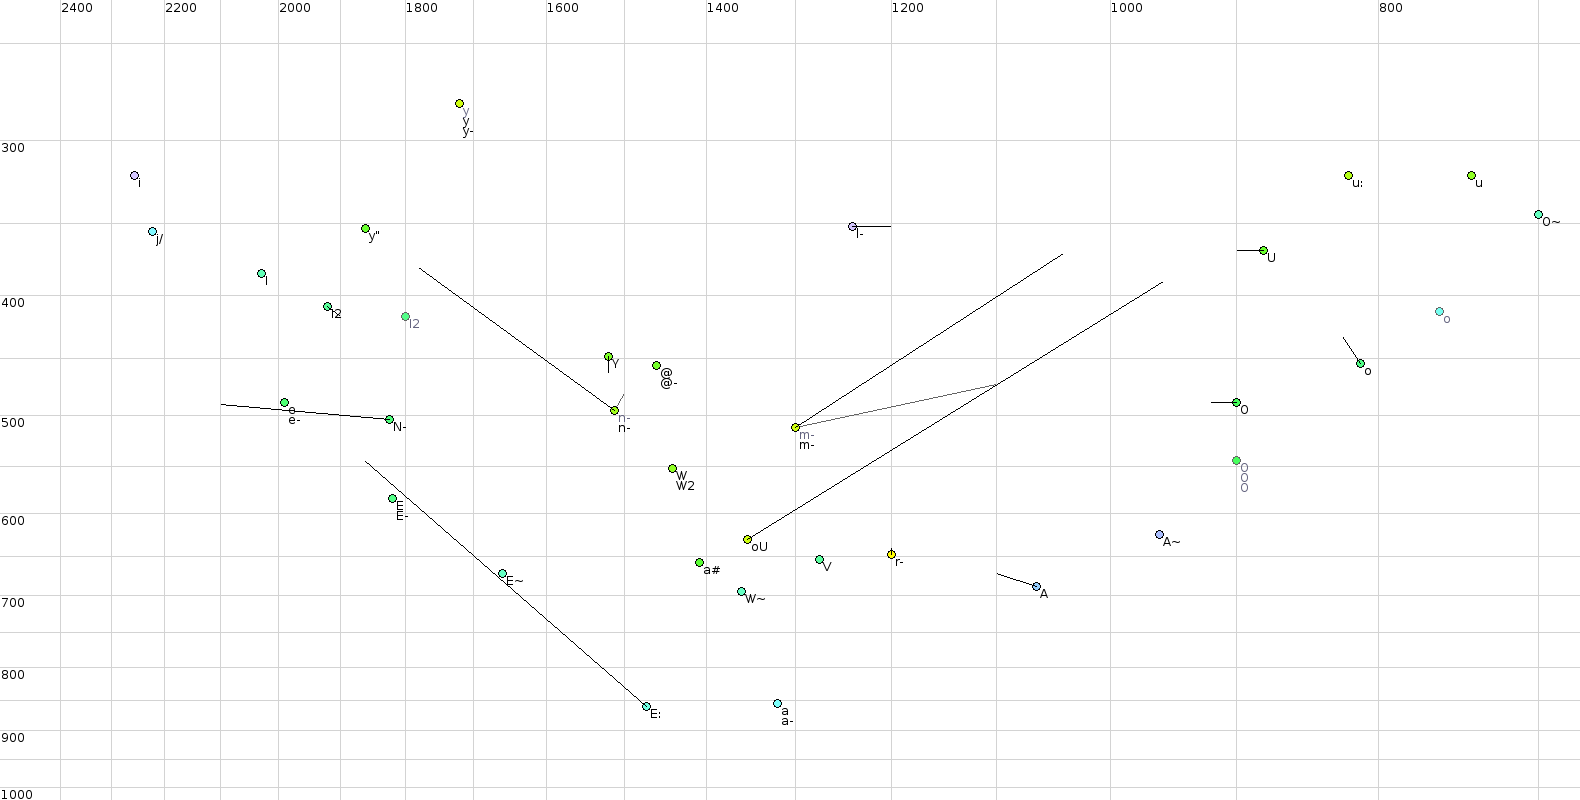 2400 2200 2000 1800 1600 1400 1200 1000 800
y
y
y-
300
i
u:
u
j/
y"
I-
O~
U
I
400
I2
I2
o
Y
@
@-
o
e
e-
N-
n-
n-
m-
m-
0
500
W
W2
O
O
O
E
E-
600
oU
A~
a#
V
r-
E~
W~
A
700
800
E:
a
a-
900
1000